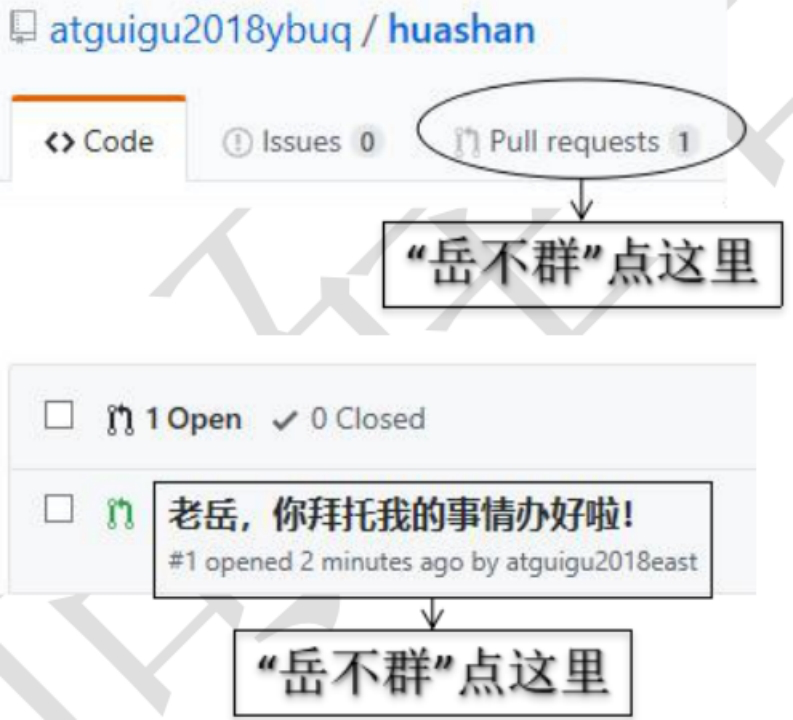 atguigu2018ybuq / huashan
Code Issues 0 Pull requests 1
“岳不群”点这里
1 Open 0 Closed
老岳，你拜托我的事情办好啦！
#1 opened 2 minutes ago by atguigu2018east
“岳不群”点这里